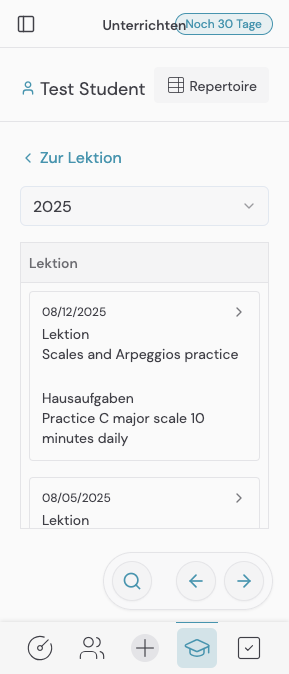 Unterrichten
Noch 30 Tage
Test Student
Repertoire
Zur Lektion
2025
Lektion
08/12/2025
Lektion
Scales and Arpeggios practice
Hausaufgaben
Practice C major scale 10
minutes daily
08/05/2025
Lektion